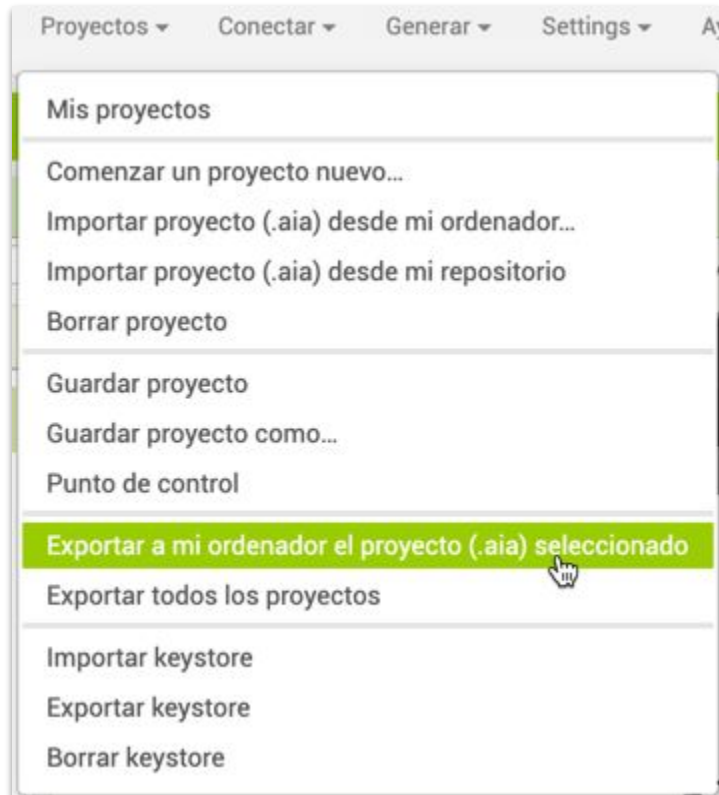 Proyectos Conectar Generar Settings
Mis proyectos
Comenzar un proyecto nuevo...
Importar proyecto (.aia) desde mi ordenador...
Importar proyecto (.aia) desde mi repositorio
Borrar proyecto
Guardar proyecto
Guardar proyecto como...
Punto de control
Exportar a mi ordenador el proyecto (.aia) seleccionado
Exportar todos los proyectos
Importar keystore
Exportar keystore
Borrar keystore